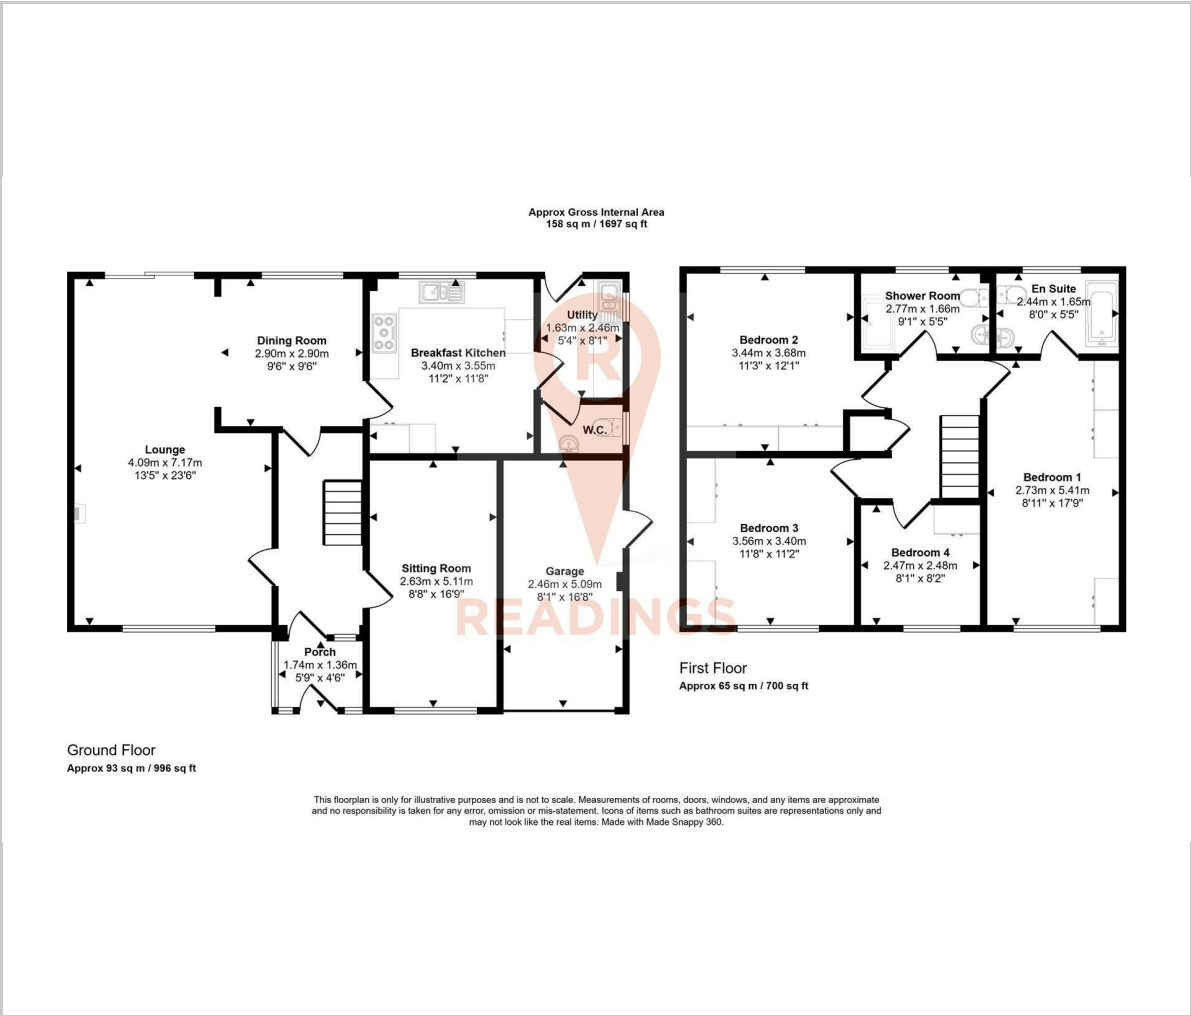 Approx Gross Internal Area
158 sq m / 1697 sq ft
Dining Room
2.90m x 2.90m
9'6" x 9'6"
Breakfast Kitchen
3.40m x 3.55m
11'2" x 11'8"
Utility
1.63m x 2.46m
5'4" x 8'1"
W.C.
Lounge
4.09m x 7.17m
13'5" x 23'6"
Sitting Room
2.63m x 5.11m
8'8" x 16'9"
Garage
2.46m x 5.09m
8'1" x 16'8"
Porch
1.74m x 1.36m
5'9" x 4'6"
Ground Floor
Approx 93 sq m / 996 sq ft
R
READINGS
Shower Room
2.77m x 1.66m
9'1" x 5'5"
En Suite
2.44m x 1.65m
8'0" x 5'5"
Bedroom 2
3.44m x 3.68m
11'3" x 12'1"
Bedroom 1
2.73m x 5.41m
8'11" x 17'9"
Bedroom 3
3.56m x 3.40m
11'8" x 11'2"
Bedroom 4
2.47m x 2.48m
8'1" x 8'2"
First Floor
Approx 65 sq m / 700 sq ft
This floorplan is only for illustrative purposes and is not to scale. Measurements of rooms, doors, windows, and any items are approximate
and no responsibility is taken for any error, omission or mis-statement. Icons of items such as bathroom suites are representations only and
may not look like the real items. Made with Made Snappy 360.